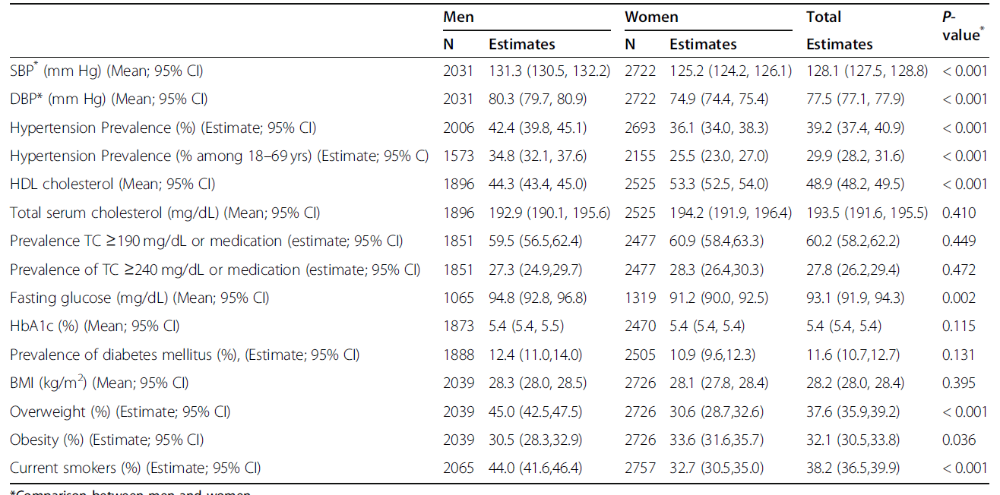 Men Women Total P-
value*
N Estimates N Estimates Estimates
SBP* (mm Hg) (Mean; 95% CI) 2031 131.3 (130.5, 132.2) 2722 125.2 (124.2, 126.1) 128.1 (127.5, 128.8) < 0.001
DBP* (mm Hg) (Mean; 95% CI) 2031 80.3 (79.7, 80.9) 2722 74.9 (74.4, 75.4) 77.5 (77.1, 77.9) < 0.001
Hypertension Prevalence (%) (Estimate; 95% CI) 2006 42.4 (39.8, 45.1) 2693 36.1 (34.0, 38.3) 39.2 (37.4, 40.9) < 0.001
Hypertension Prevalence (% among 18–69 yrs) (Estimate; 95% C) 1573 34.8 (32.1, 37.6) 2155 25.5 (23.0, 27.0) 29.9 (28.2, 31.6) < 0.001
HDL cholesterol (Mean; 95% CI) 1896 44.3 (43.4, 45.0) 2525 53.3 (52.5, 54.0) 48.9 (48.2, 49.5) < 0.001
Total serum cholesterol (mg/dL) (Mean; 95% CI) 1896 192.9 (190.1, 195.6) 2525 194.2 (191.9, 196.4) 193.5 (191.6, 195.5) 0.410
Prevalence TC ≥190 mg/dL or medication (estimate; 95% CI) 1851 59.5 (56.5,62.4) 2477 60.9 (58.4,63.3) 60.2 (58.2,62.2) 0.449
Prevalence of TC ≥240 mg/dL or medication (estimate; 95% CI) 1851 27.3 (24.9,29.7) 2477 28.3 (26.4,30.3) 27.8 (26.2,29.4) 0.472
Fasting glucose (mg/dL) (Mean; 95% CI) 1065 94.8 (92.8, 96.8) 1319 91.2 (90.0, 92.5) 93.1 (91.9, 94.3) 0.002
HbA1c (%) (Mean; 95% CI) 1873 5.4 (5.4, 5.5) 2470 5.4 (5.4, 5.4) 5.4 (5.4, 5.4) 0.115
Prevalence of diabetes mellitus (%), (Estimate; 95% CI) 1888 12.4 (11.0,14.0) 2505 10.9 (9.6,12.3) 11.6 (10.7,12.7) 0.131
BMI (kg/m²) (Mean; 95% CI) 2039 28.3 (28.0, 28.5) 2726 28.1 (27.8, 28.4) 28.2 (28.0, 28.4) 0.395
Overweight (%) (Estimate; 95% CI) 2039 45.0 (42.5,47.5) 2726 30.6 (28.7,32.6) 37.6 (35.9,39.2) < 0.001
Obesity (%) (Estimate; 95% CI) 2039 30.5 (28.3,32.9) 2726 33.6 (31.6,35.7) 32.1 (30.5,33.8) 0.036
Current smokers (%) (Estimate; 95% CI) 2065 44.0 (41.6,46.4) 2757 32.7 (30.5,35.0) 38.2 (36.5,39.9) < 0.001
*Comparison between men and women